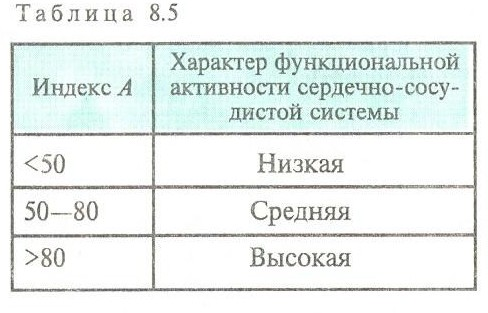 Таблица 8.5
Индекс А
Характер функциональной
активности сердечно-сосу-
дистой системы
<50
Низкая
50—80
Средняя
>80
Высокая